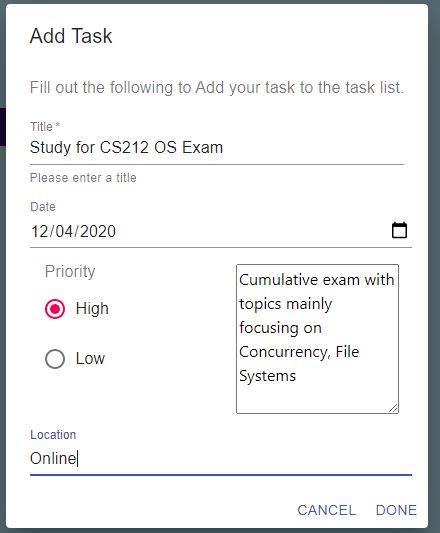 Add Task
Fill out the following to Add your task to the task list.
Title *
Study for CS212 OS Exam
Please enter a title
Date
12/04/2020
Priority
High
Low
Cumulative exam with
topics mainly
focusing on
Concurrency, File
Systems
Location
Online
CANCEL DONE